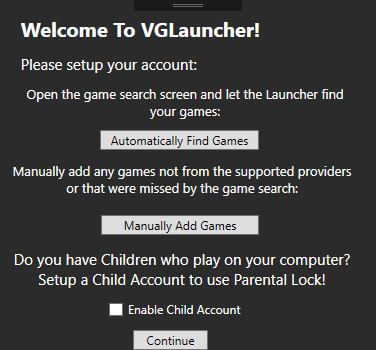 Welcome To VGLauncher!
Please setup your account:
Open the game search screen and let the Launcher find
your games:
Automatically Find Games
Manually add any games not from the supported providers
or that were missed by the game search:
Manually Add Games
Do you have Children who play on your computer?
Setup a Child Account to use Parental Lock!
Enable Child Account
Continue